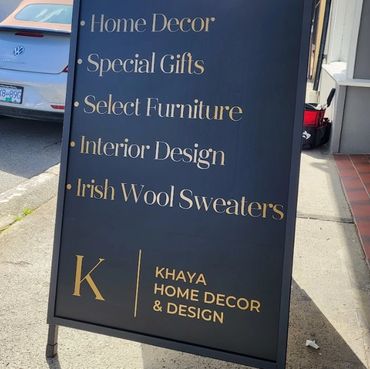 • Home Decor
• Special Gifts
• Select Furniture
• Interior Design
• Irish Wool Sweaters
K
KHAYA
HOME DECOR
& DESIGN